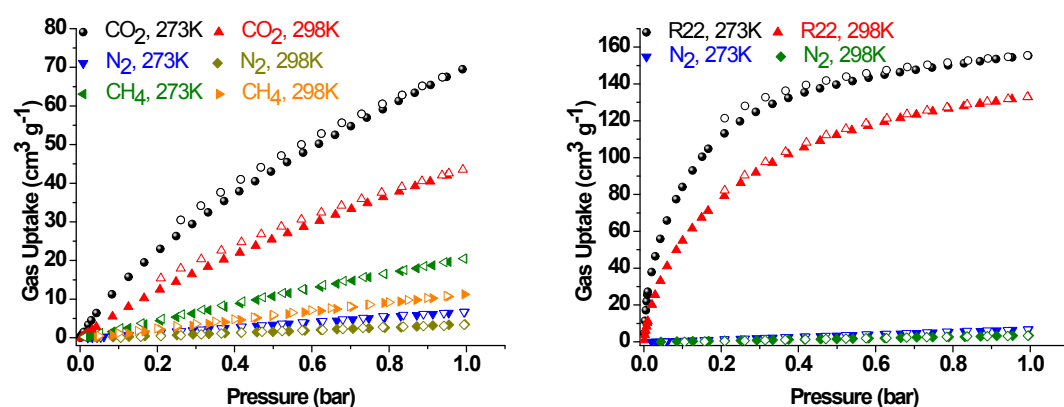 CO2, 273K CO2, 298K
N2, 273K N2, 298K
CH4, 273K CH4, 298K
80
70
60
50
40
30
20
10
0
Gas Uptake (cm3 g-1)
0.0 0.2 0.4 0.6 0.8 1.0
Pressure (bar)
R22, 273K R22, 298K
N2, 273K N2, 298K
160
140
120
100
80
60
40
20
0
Gas Uptake (cm3 g-1)
0.0 0.2 0.4 0.6 0.8 1.0
Pressure (bar)